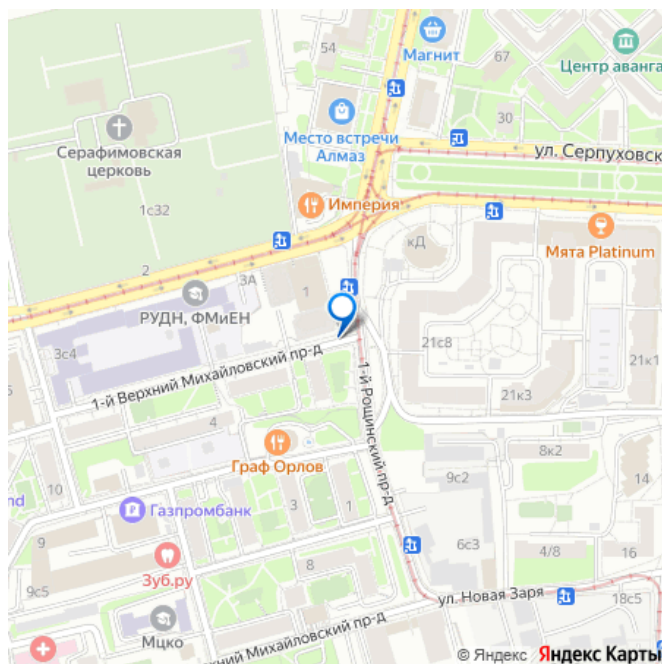 54
Магнит
67
Центр аванга
30
Место встречи
Алмаз
ул. Серпуховск
Серафимовская
церковь
1с32
Империя
кД
Мята Platinum
2
3А
1
РУДН, ФМиЕН
3с4
21с8
21к1
21к3
1-й Верхний Михайловский пр-д
1-й Рощинский пр-д
4
Граф Орлов
8к2
10
nd
Газпромбанк
3
1
9с2
14
9
6с3
4/8
16
Зуб.ру
8
9с5
ул. Новая Заря
18с5
Мцко
ерхний Михайловский пр-д
© Яндекс Яндекс Карты